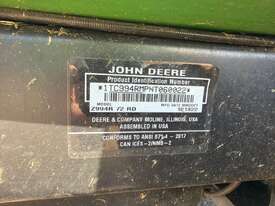 JOHN DEERE
Product Identification Number
*1TC994RMPNT060022*
MODEL
Z994R 72 RD
DEERE & COMPANY MOLINE, ILLINOIS, USA
ASSEMBLED IN USA
CONFORMS TO ANSI B71.4 - 2017
CAN ICES-2/NMB-2